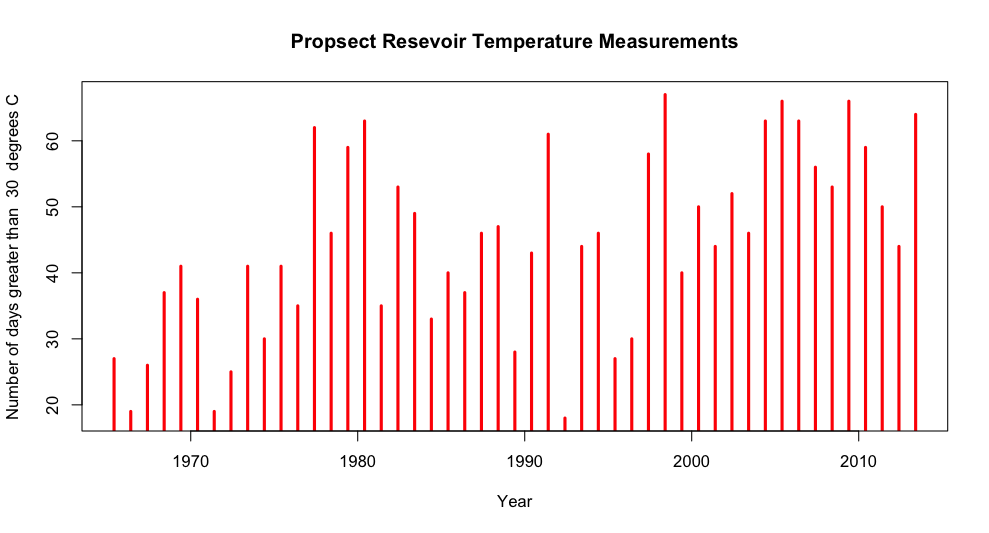 Propsect Resevoir Temperature Measurements
Number of days greater than  30  degrees C
60
50
40
30
20
1970 1980 1990 2000 2010
Year